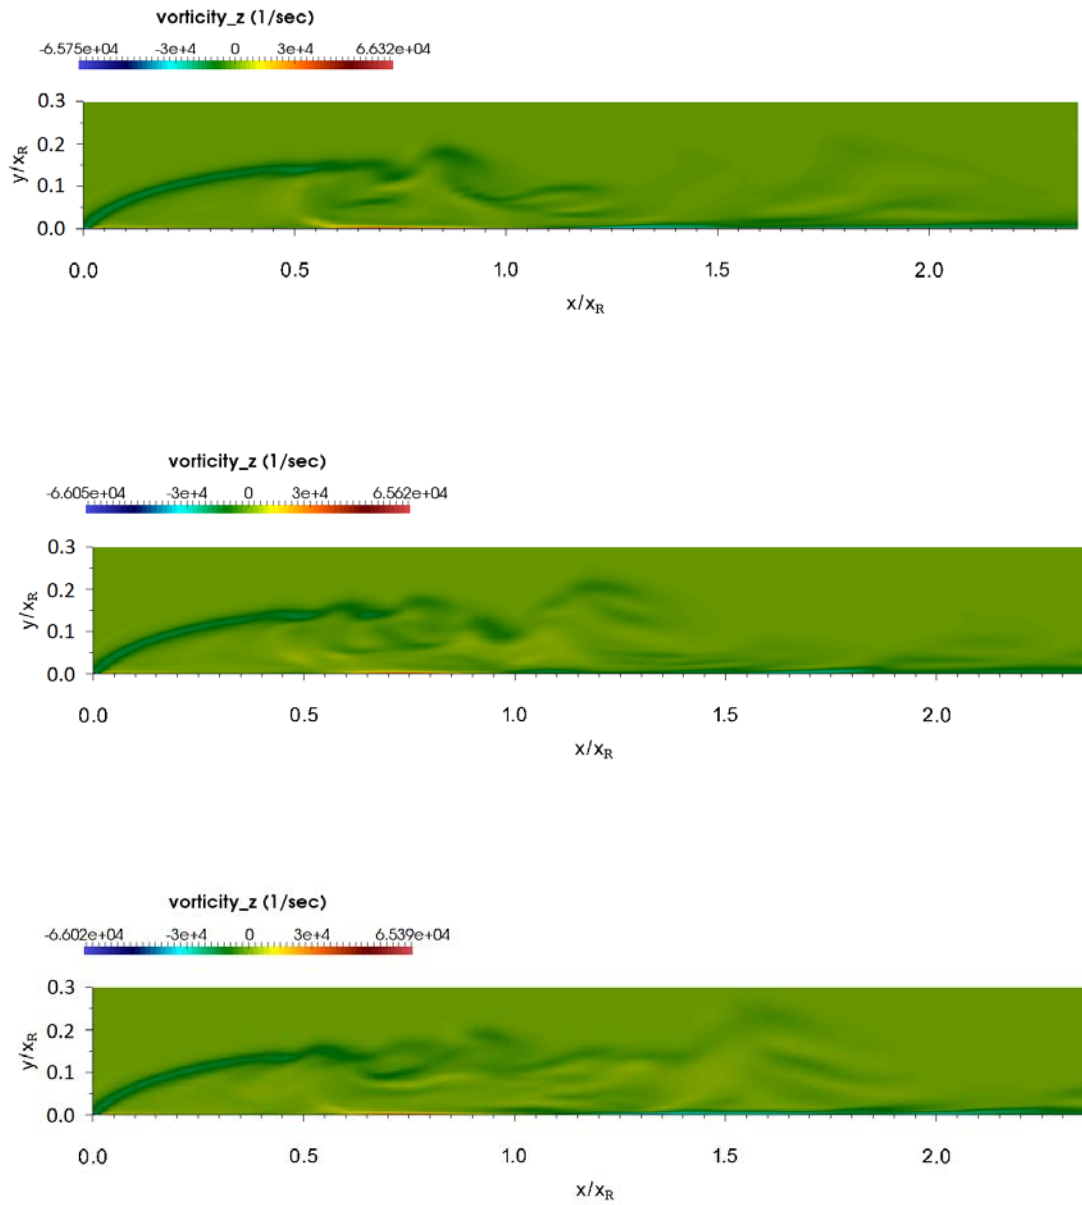 vorticity_z (1/sec)
-6.575e+04 -3e+4 0 3e+4 6.632e+04
0.3
0.2
0.1
0.0
y/xR
0.0 0.5 1.0 1.5 2.0
x/xR
vorticity_z (1/sec)
-6.605e+04 -3e+4 0 3e+4 6.562e+04
0.3
0.2
0.1
0.0
y/xR
0.0 0.5 1.0 1.5 2.0
x/xR
vorticity_z (1/sec)
-6.602e+04 -3e+4 0 3e+4 6.539e+04
0.3
0.2
0.1
0.0
y/xR
0.0 0.5 1.0 1.5 2.0
x/xR